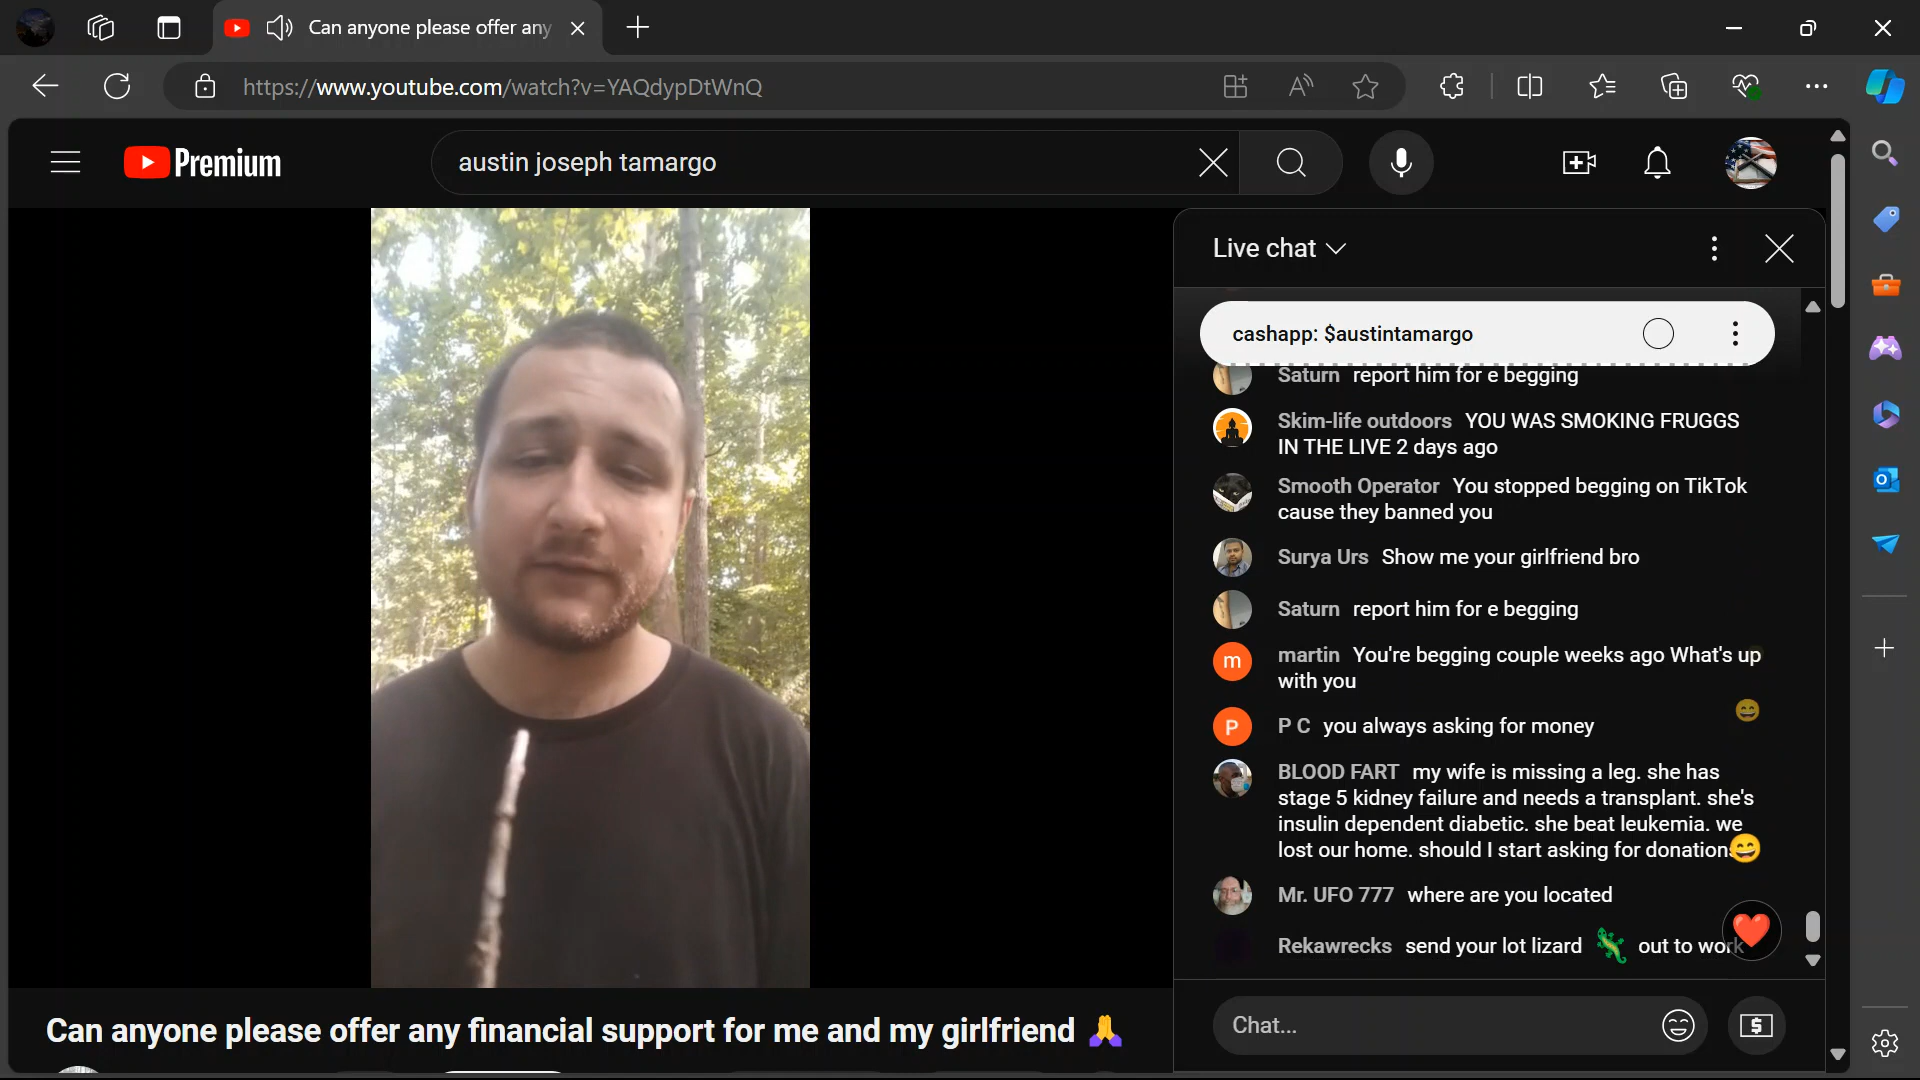 Can anyone please offer any
https://www.youtube.com/watch?v=YAQdypDtWnQ
Premium
austin joseph tamargo
Live chat
cashapp: $austintamargo
Saturn report him for e begging
Skim-life outdoors YOU WAS SMOKING FRUGGS
IN THE LIVE 2 days ago
Smooth Operator You stopped begging on TikTok
cause they banned you
Surya Urs Show me your girlfriend bro
Saturn report him for e begging
m martin You're begging couple weeks ago What's up
with you
P P C you always asking for money
BLOOD FART my wife is missing a leg. she has
stage 5 kidney failure and needs a transplant. she's
insulin dependent diabetic. she beat leukemia. we
lost our home. should I start asking for donations
Mr. UFO 777 where are you located
Rekawrecks send your lot lizard 🦎 out to work
Can anyone please offer any financial support for me and my girlfriend 🙏
Chat...